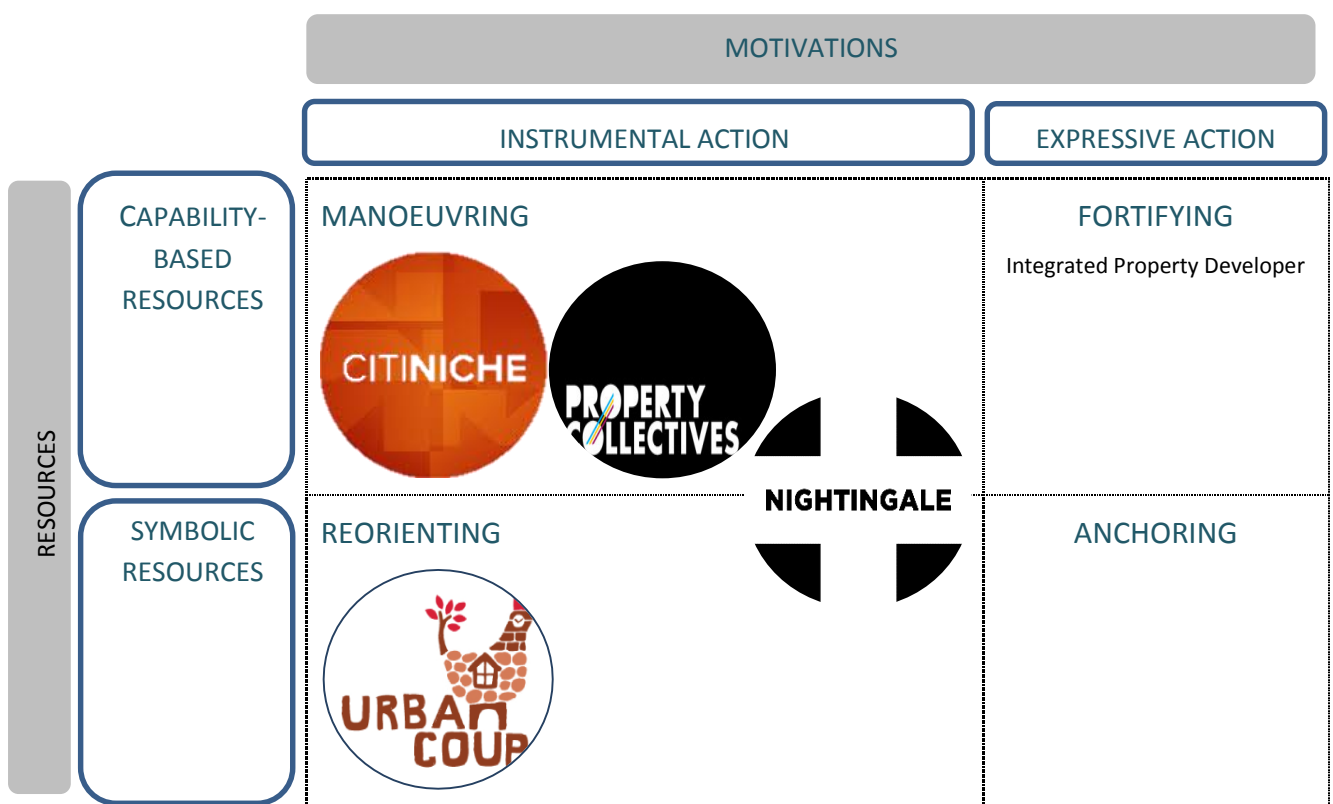 MOTIVATIONS
INSTRUMENTAL ACTION
EXPRESSIVE ACTION
RESOURCES
CAPABILITY-
BASED
RESOURCES
MANOEUVRING
CITINICHE
PROPERTY
COLLECTIVES
NIGHTINGALE
FORTIFYING
Integrated Property Developer
SYMBOLIC
RESOURCES
REORIENTING
URBAN
COUP
ANCHORING